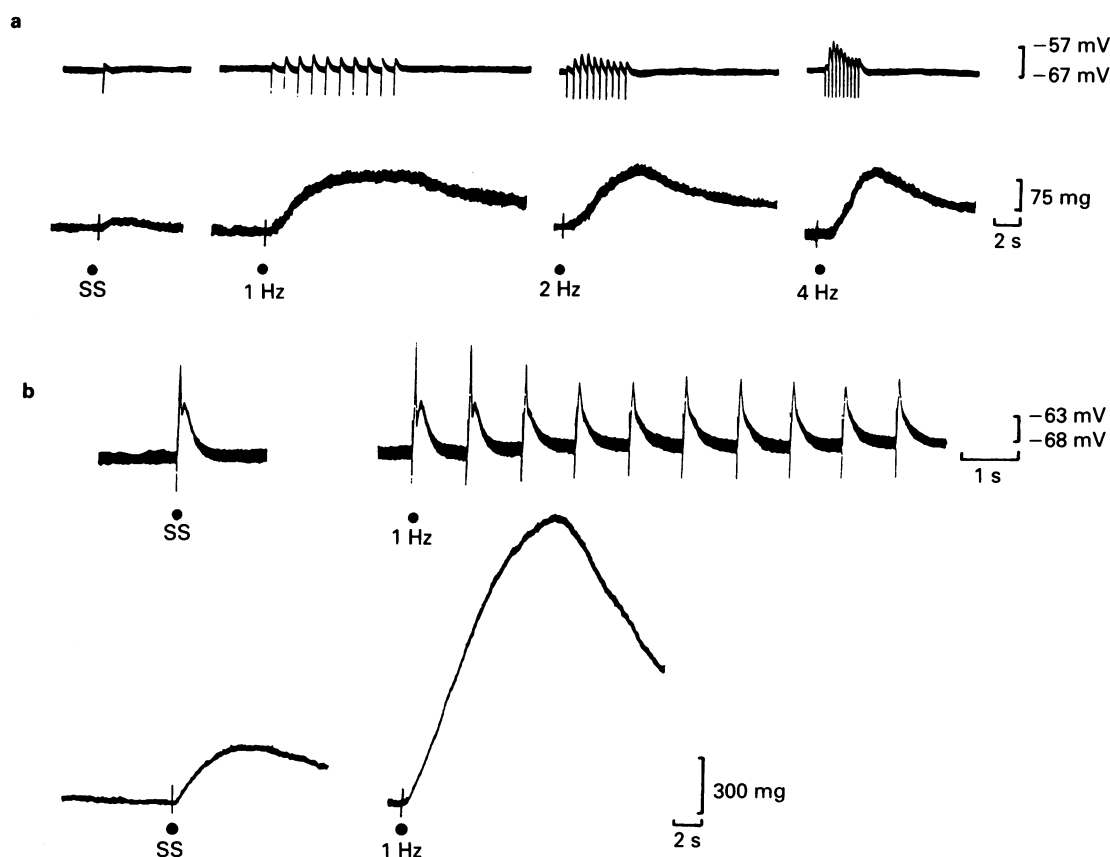 a
−57 mV
−67 mV
75 mg
2 s
SS
1 Hz
2 Hz
4 Hz
b
−63 mV
−68 mV
1 s
SS
1 Hz
300 mg
2 s
SS
1 Hz